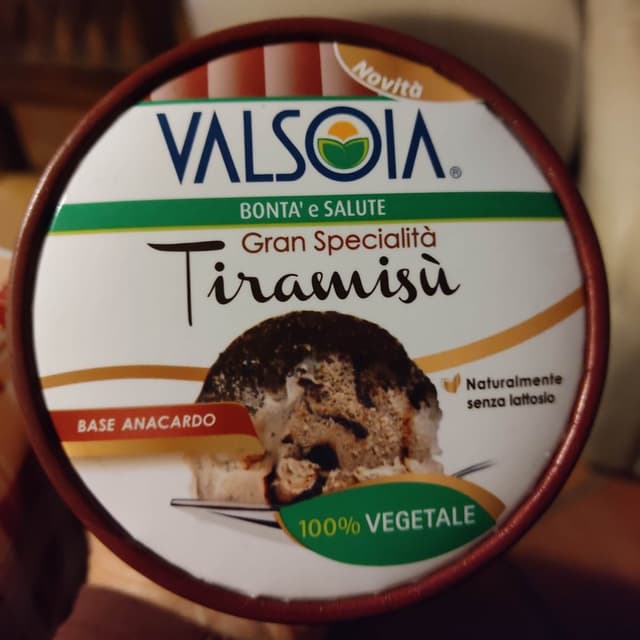 Novità
VALSOIA®
BONTA' e SALUTE
Gran Specialità
Tiramisù
Naturalmente
senza lattosio
BASE ANACARDO
100% VEGETALE